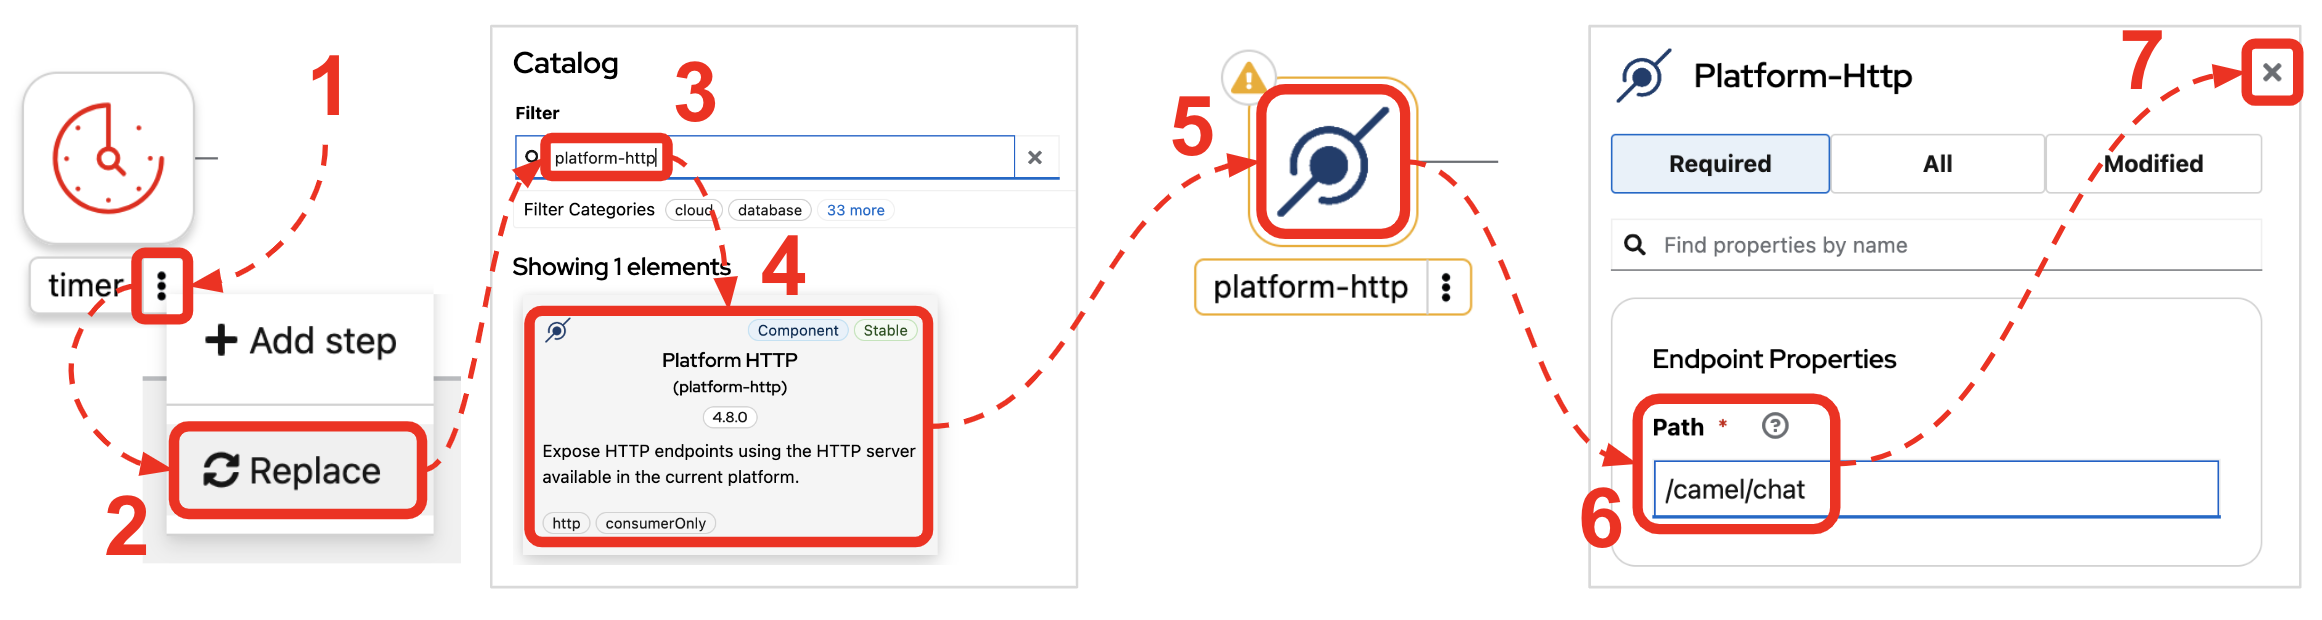 1
timer
Add step
Replace
2
Catalog
3
Filter
platform-http
Filter Categories cloud database 33 more
Showing 1 elements
4
Component Stable
Platform HTTP
(platform-http)
4.8.0
Expose HTTP endpoints using the HTTP server
available in the current platform.
http consumerOnly
5
platform-http
7
Platform-Http
Required All Modified
Find properties by name
Endpoint Properties
Path *
/camel/chat
6